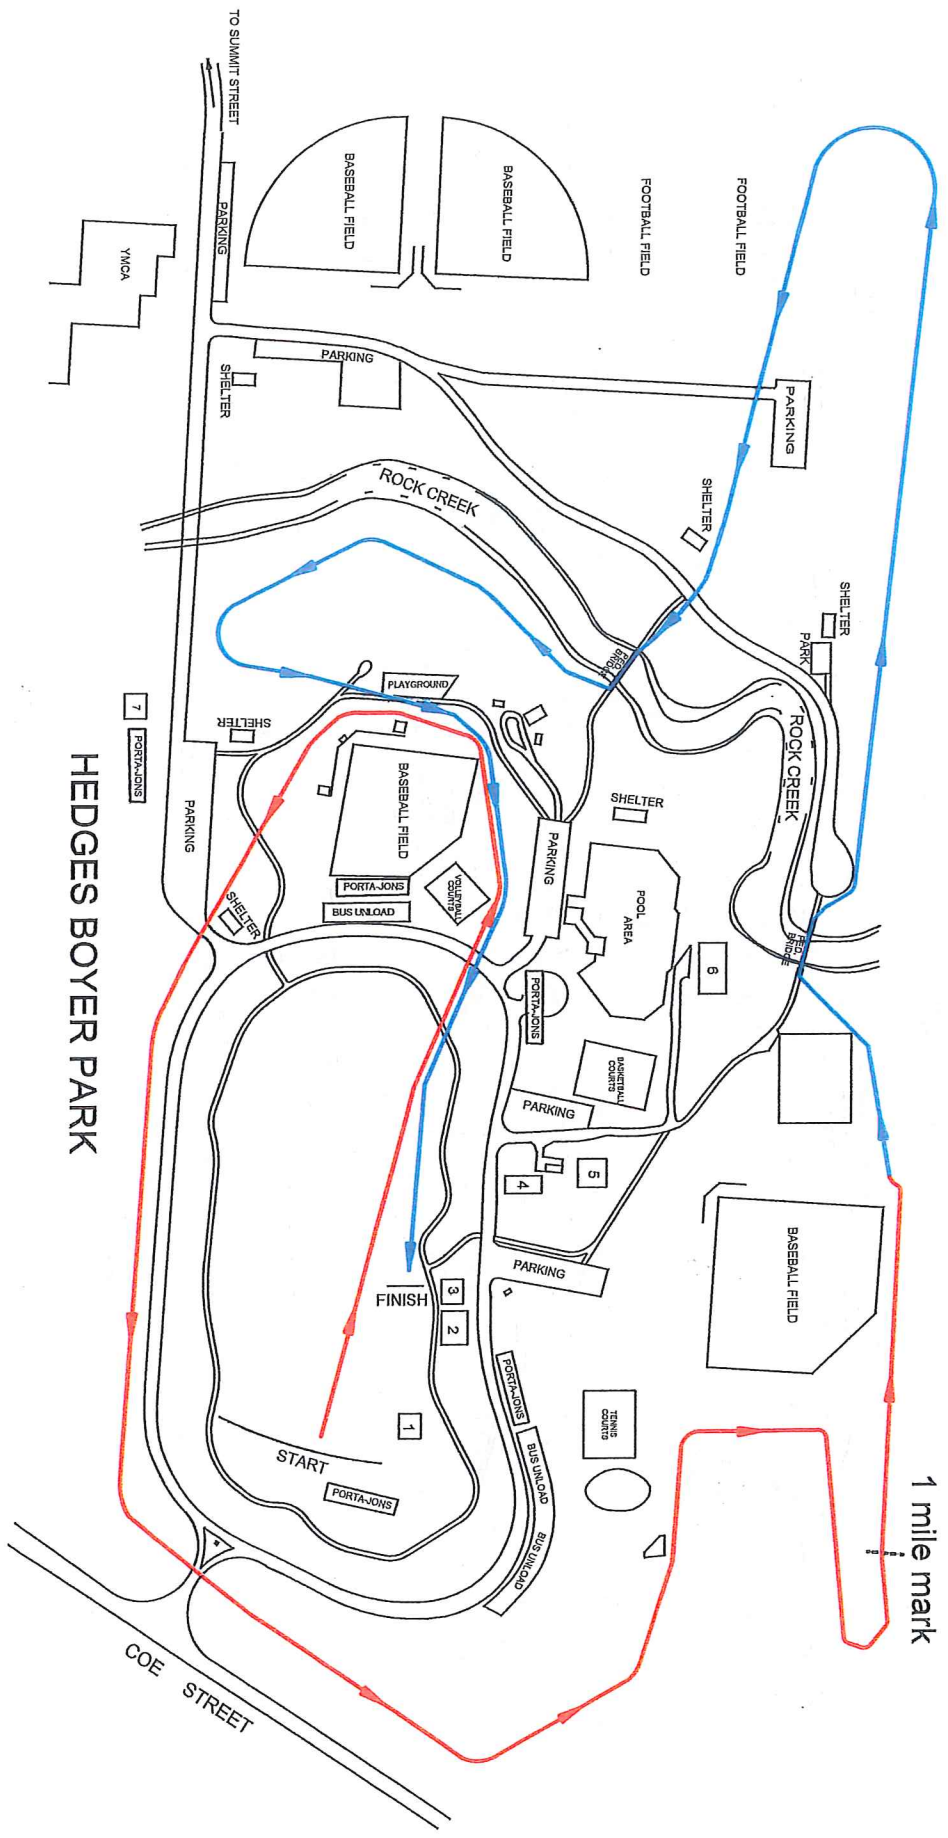 HEDGES BOYER PARK
1 mile mark
TO SUMMIT STREET
PARKING
YMCA
BASEBALL FIELD
BASEBALL FIELD
FOOTBALL FIELD
FOOTBALL FIELD
PARKING
SHELTER
PARKING
ROCK CREEK
SHELTER
SHELTER
PARK
PED.
BRIDGE
ROCK CREEK
PLAYGROUND
SHELTER
7
PORTA-JONS
PARKING
BASEBALL FIELD
SHELTER
PARKING
POOL
AREA
PORTA-JONS
VOLLEYBALL
COURTS
BUS UNLOAD
SHELTER
PED.
BRIDGE
6
PORTA-JONS
BASKETBALL
COURTS
PARKING
5
4
PARKING
BASEBALL FIELD
FINISH
3
2
1
PORTA-JONS
TENNIS
COURTS
BUS UNLOAD
BUS UNLOAD
START
PORTA-JONS
COE STREET